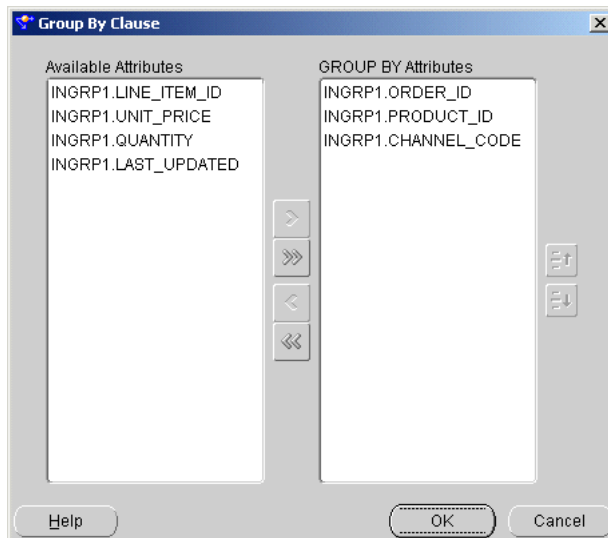 Group By Clause
Available Attributes
INGRP1.LINE_ITEM_ID
INGRP1.UNIT_PRICE
INGRP1.QUANTITY
INGRP1.LAST_UPDATED
GROUP BY Attributes
INGRP1.ORDER_ID
INGRP1.PRODUCT_ID
INGRP1.CHANNEL_CODE
Help
OK
Cancel